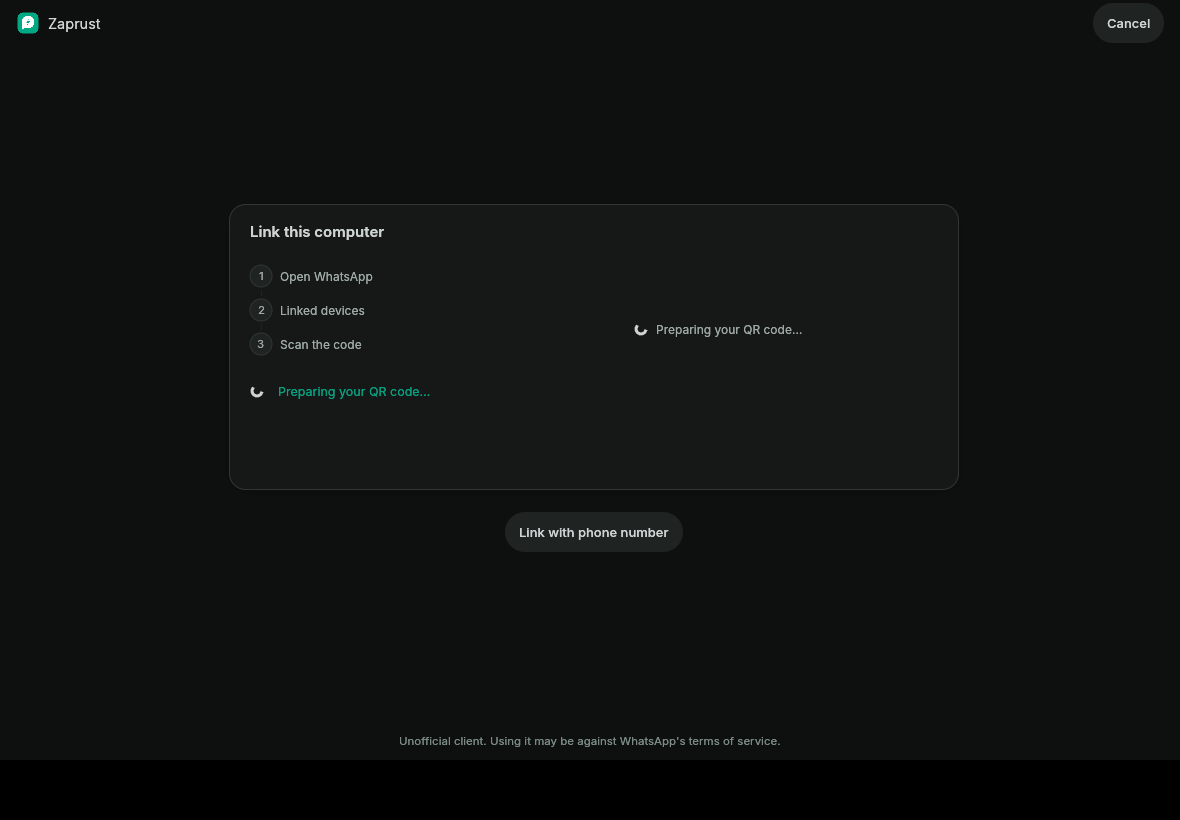 Zaprust
Cancel
Link this computer
1 Open WhatsApp
2 Linked devices
3 Scan the code
Preparing your QR code...
Preparing your QR code...
Link with phone number
Unofficial client. Using it may be against WhatsApp's terms of service.